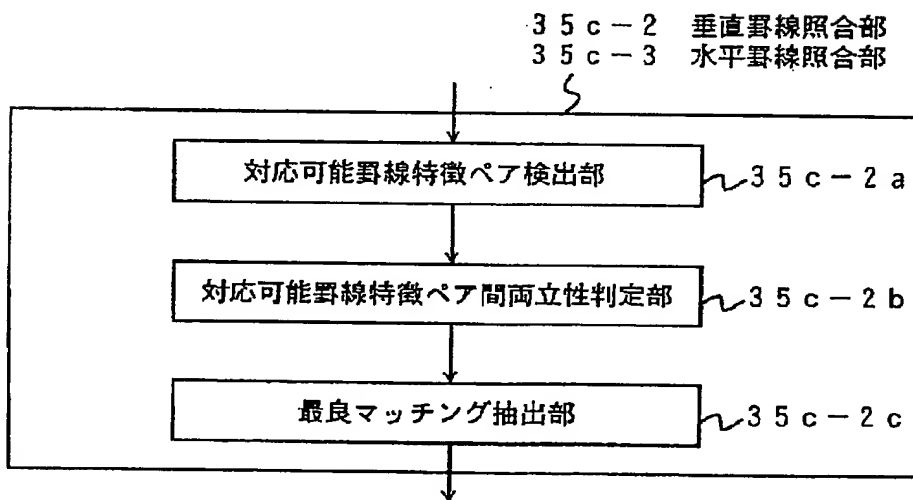 35c-2 垂直罫線照合部
35c-3 水平罫線照合部
対応可能罫線特徴ペア検出部 35c-2a
対応可能罫線特徴ペア間両立性判定部 35c-2b
最良マッチング抽出部 35c-2c